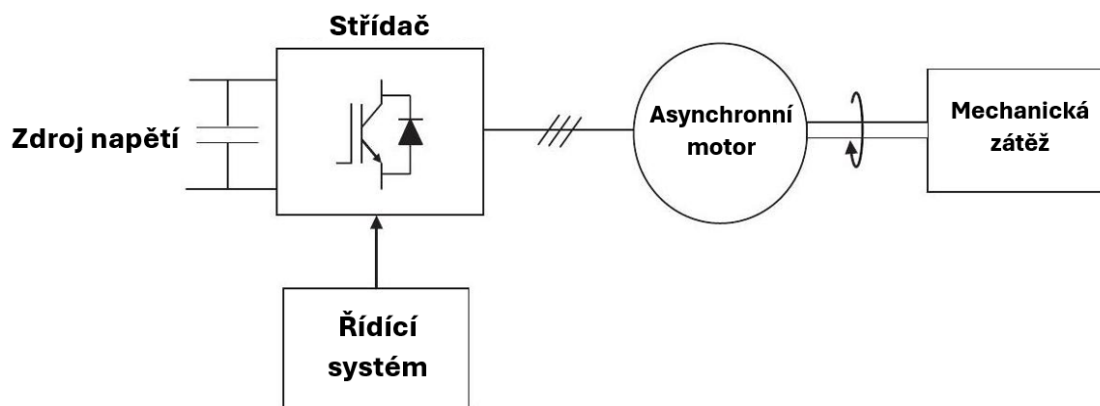 Střídač
Zdroj napětí
Asynchronní
motor
Mechanická
zátěž
Řídící
systém